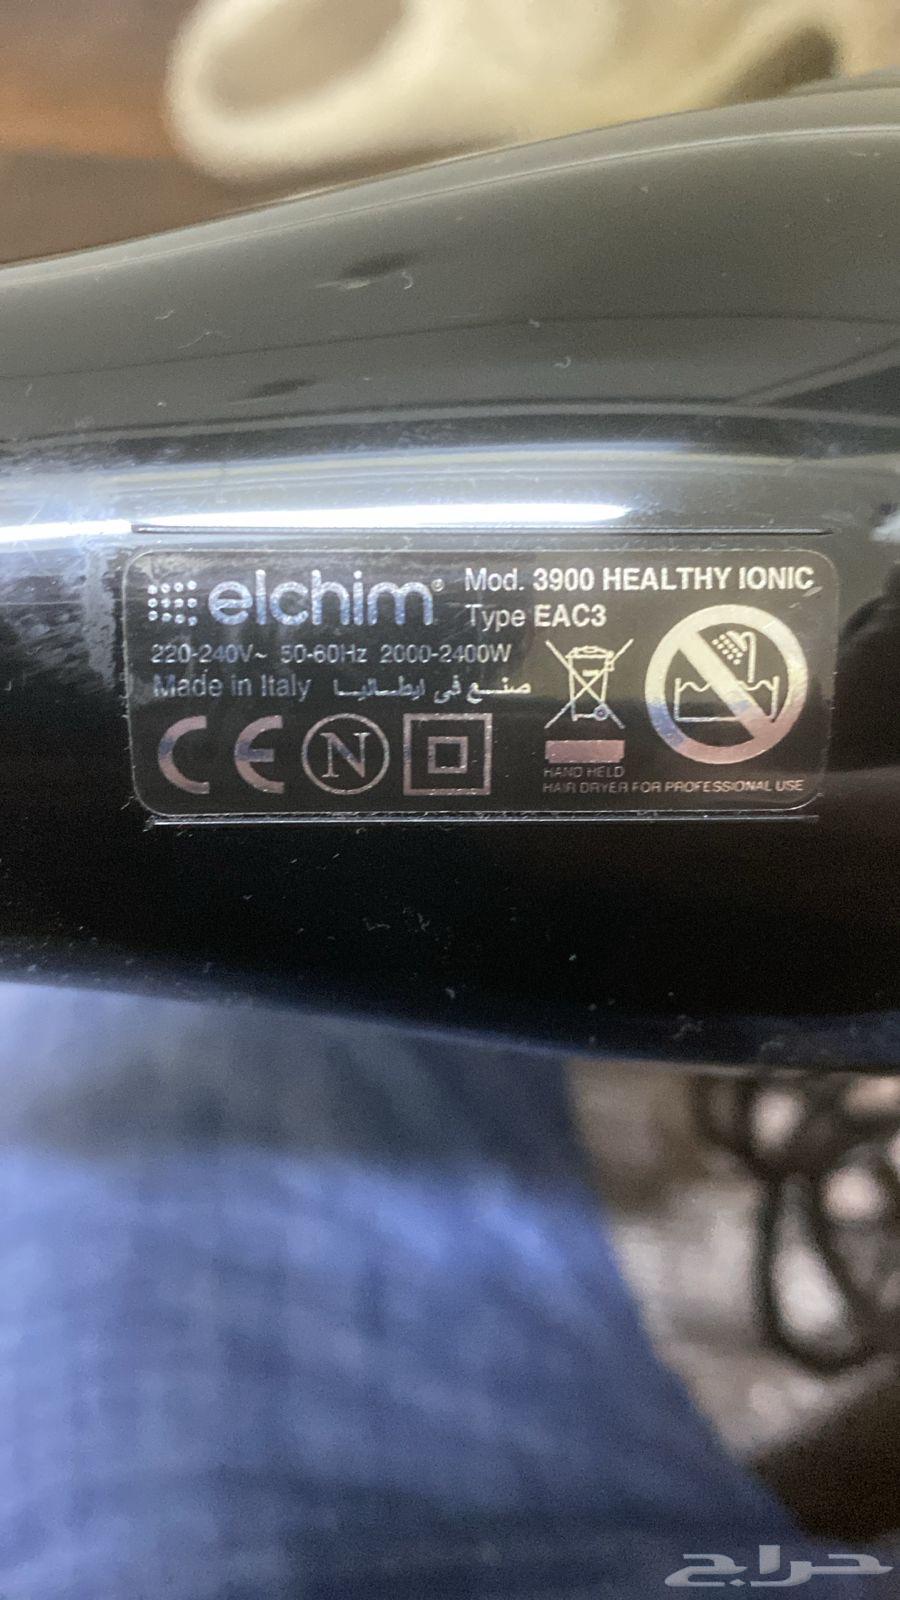 elchim®
Mod. 3900 HEALTHY IONIC
Type EAC3
220-240V~ 50-60Hz 2000-2400W
Made in Italy صنـع في ايطاليا
CE N
HAND HELD
HAIR DRYER FOR PROFESSIONAL USE
حراج